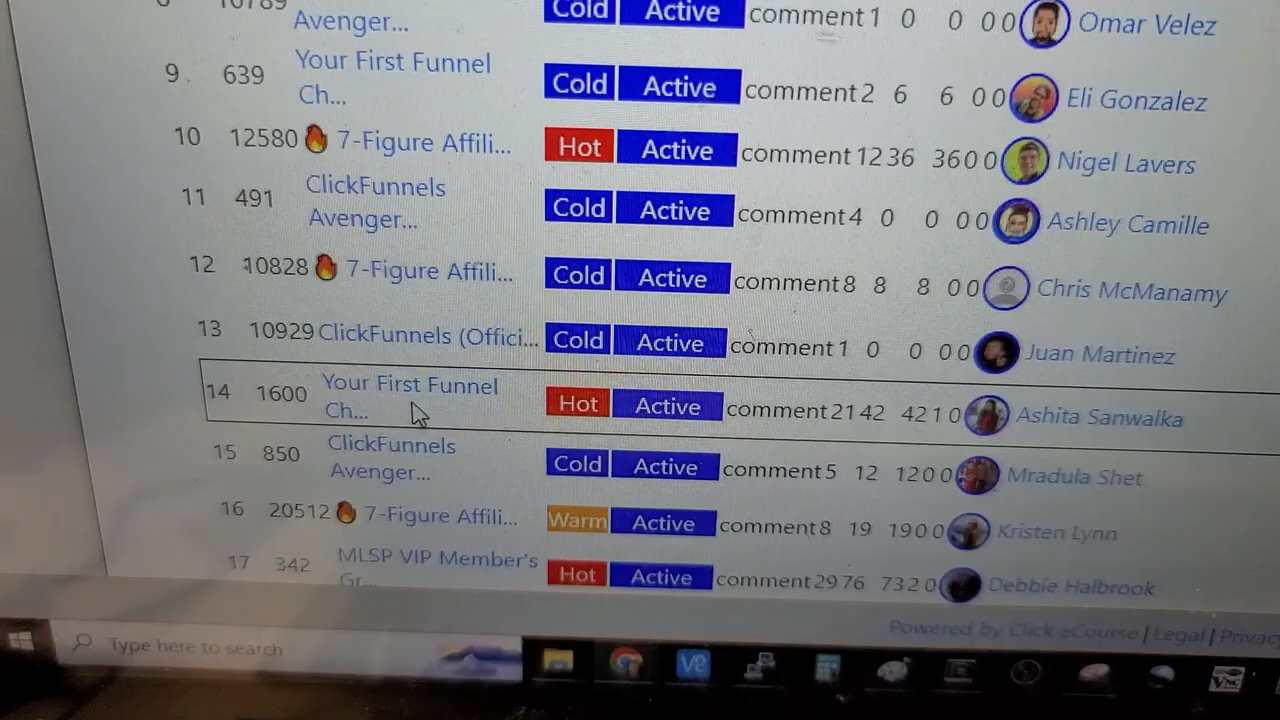 Avenger...
Cold Active comment 1 0 0 0 0 Omar Velez
9 639 Your First Funnel
Ch...
Cold Active comment 2 6 6 0 0 Eli Gonzalez
10 12580 🔥 7-Figure Affili... Hot Active comment 12 36 36 0 0 Nigel Lavers
11 491 ClickFunnels
Avenger...
Cold Active comment 4 0 0 0 0 Ashley Camille
12 10828 🔥 7-Figure Affili... Cold Active comment 8 8 8 0 0 Chris McManamy
13 10929 ClickFunnels (Offici... Cold Active comment 1 0 0 0 0 Juan Martinez
14 1600 Your First Funnel
Ch...
Hot Active comment 21 42 42 1 0 Ashita Sanwalka
15 850 ClickFunnels
Avenger...
Cold Active comment 5 12 12 0 0 Mradula Shet
16 20512 🔥 7-Figure Affili... Warm Active comment 8 19 19 0 0 Kristen Lynn
17 342 MLSP VIP Member's
Gr...
Hot Active comment 29 76 73 2 0 Debbie Halbrook
Powered by Click eCourse | Legal | Privac
Type here to search